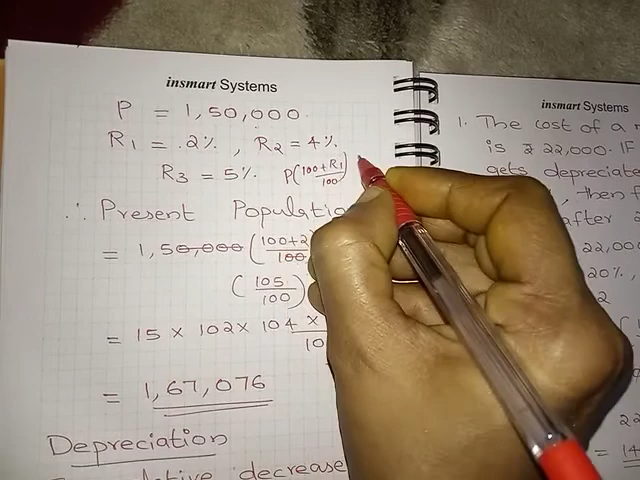 insmart Systems
P = 1,50,000
R1 = 2%, R2 = 4%
R3 = 5% P(100+R1/100)
∴ Present Populatio
= 1,50,000 (100+2/100
(105/100)
= 15 × 102 × 104 ×
= 1,67,076
Depreciation
decrease
insmart Systems
1. The cost of a
is ₹ 22,000. If
gets depreciate
, then f
after 2
22,000
20%,
2
22
= 14